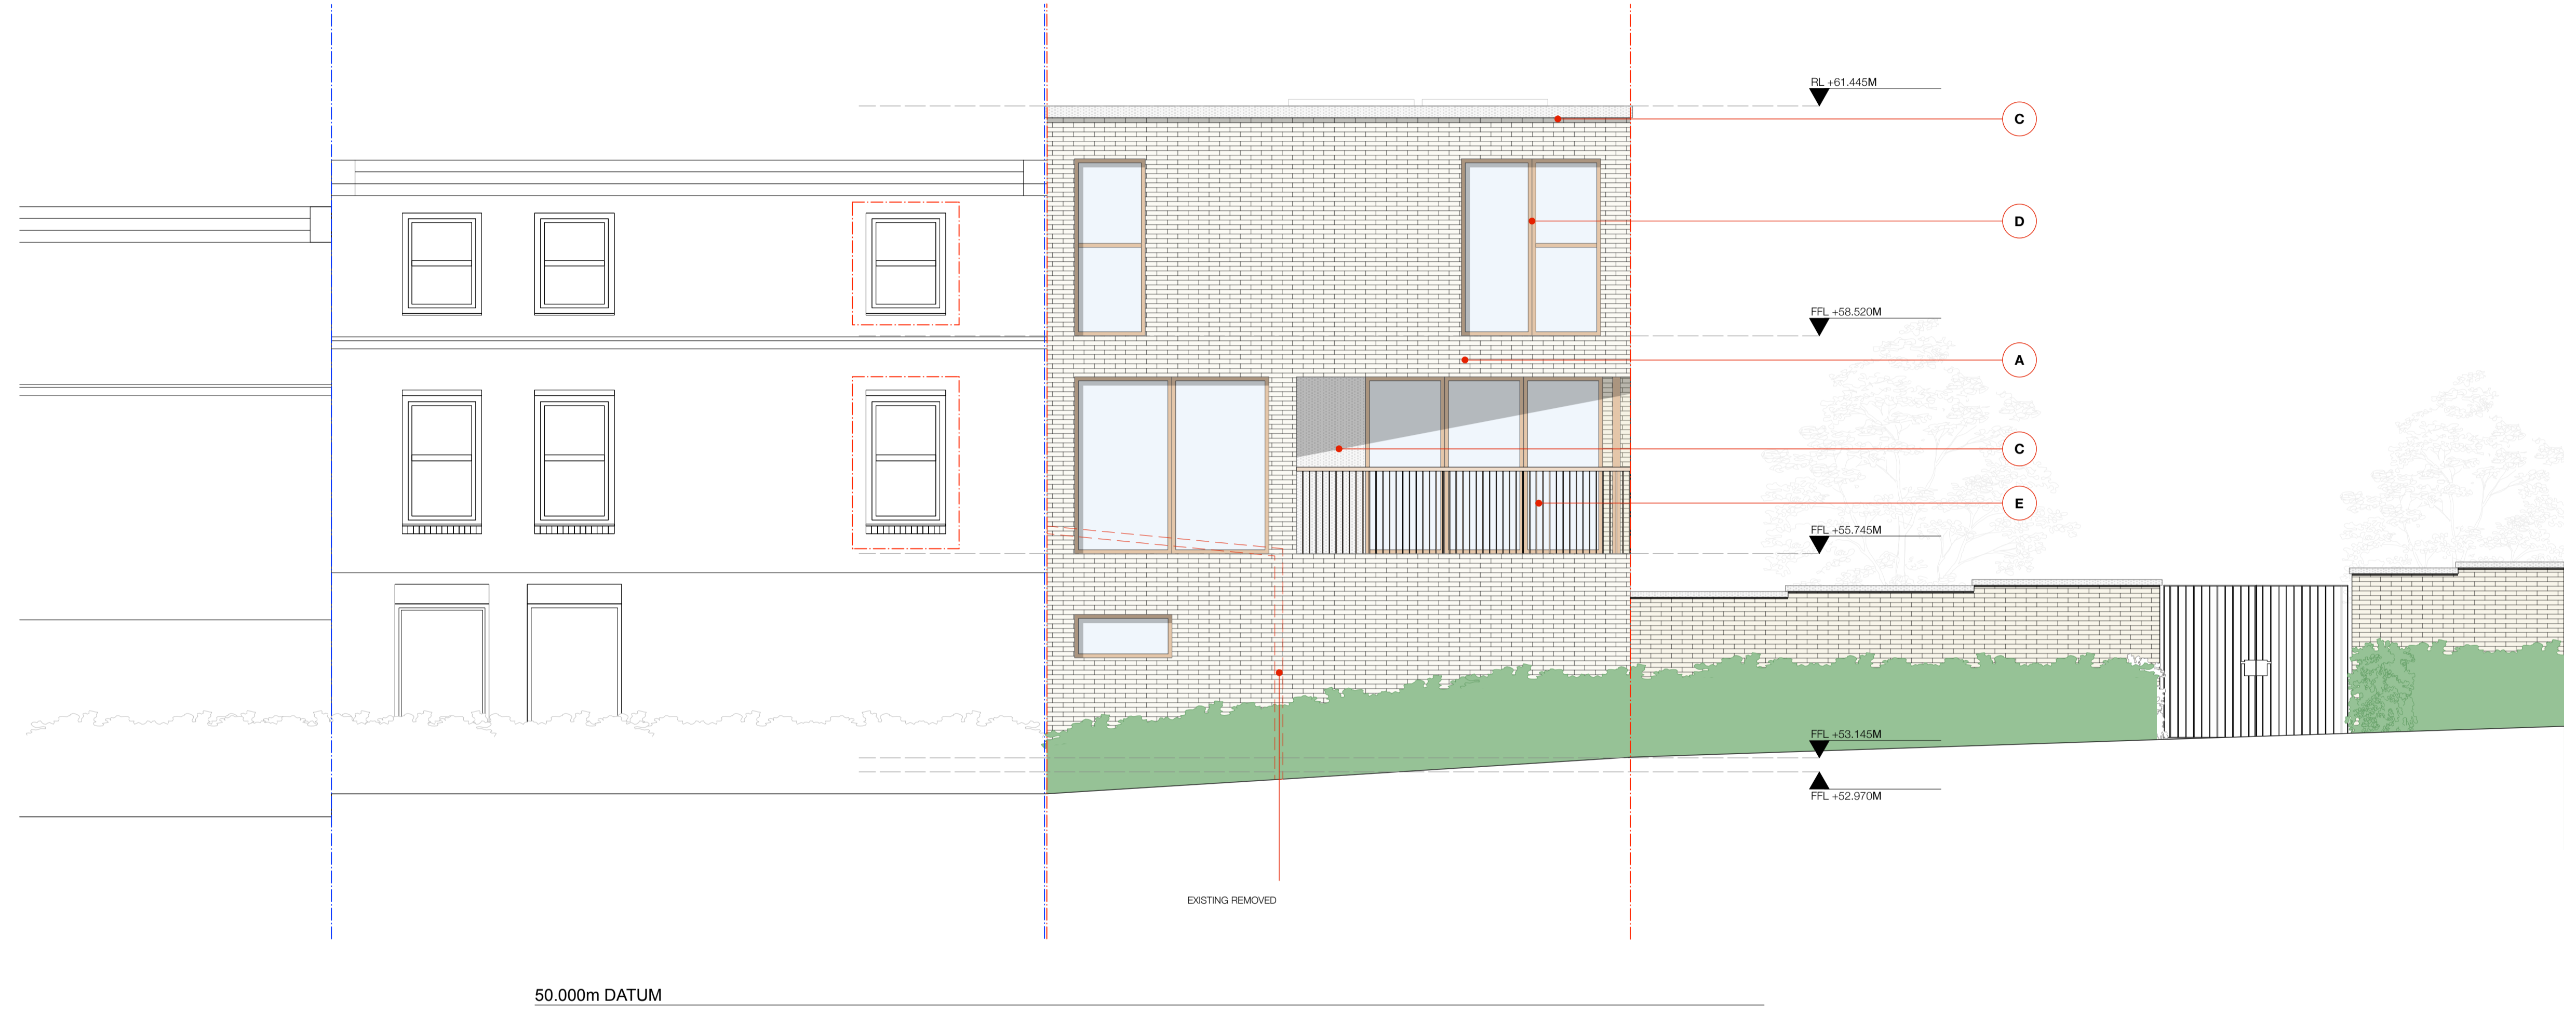 RL +61.445M
C
D
FFL +58.520M
A
C
E
FFL +55.745M
FFL +53.145M
FFL +52.970M
EXISTING REMOVED
50.000m DATUM